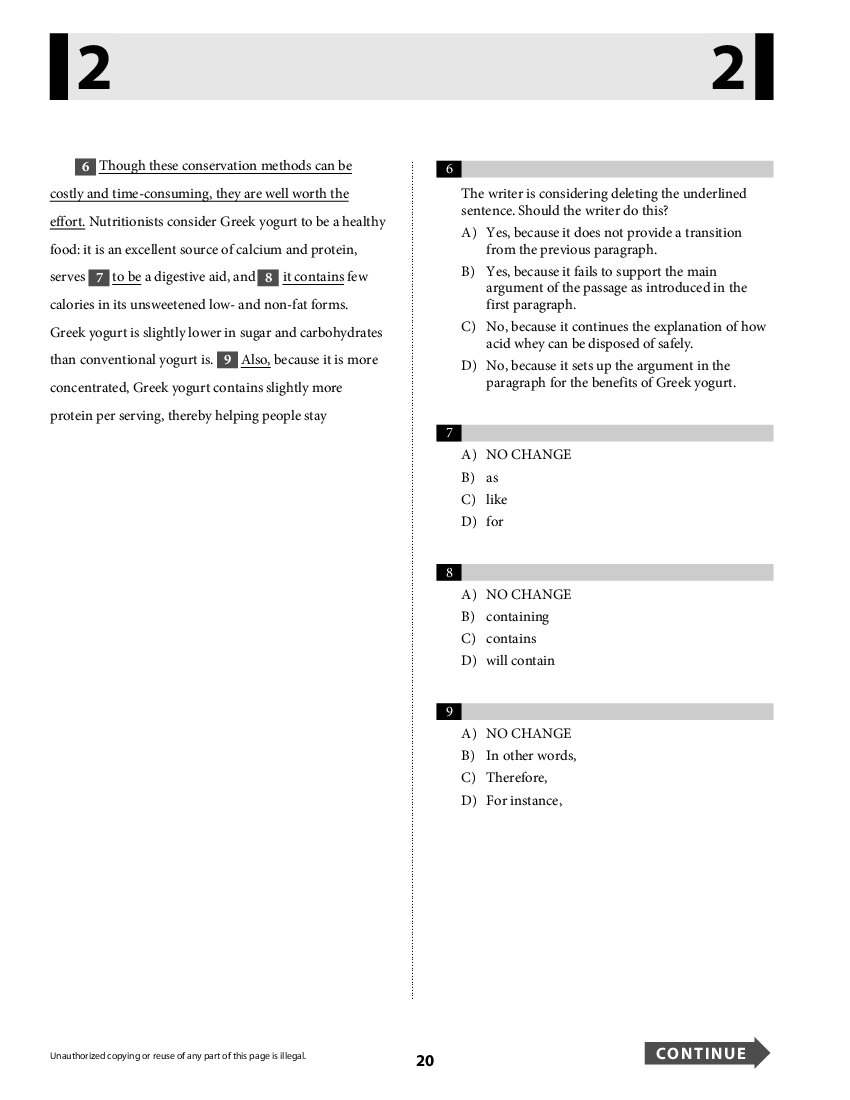 2
2
6 Though these conservation methods can be
costly and time-consuming, they are well worth the
effort. Nutritionists consider Greek yogurt to be a healthy
food: it is an excellent source of calcium and protein,
serves 7 to be a digestive aid, and 8 it contains few
calories in its unsweetened low- and non-fat forms.
Greek yogurt is slightly lower in sugar and carbohydrates
than conventional yogurt is. 9 Also, because it is more
concentrated, Greek yogurt contains slightly more
protein per serving, thereby helping people stay
6
The writer is considering deleting the underlined
sentence. Should the writer do this?
A) Yes, because it does not provide a transition
from the previous paragraph.
B) Yes, because it fails to support the main
argument of the passage as introduced in the
first paragraph.
C) No, because it continues the explanation of how
acid whey can be disposed of safely.
D) No, because it sets up the argument in the
paragraph for the benefits of Greek yogurt.
7
A) NO CHANGE
B) as
C) like
D) for
8
A) NO CHANGE
B) containing
C) contains
D) will contain
9
A) NO CHANGE
B) In other words,
C) Therefore,
D) For instance,
Unauthorized copying or reuse of any part of this page is illegal.
20
CONTINUE